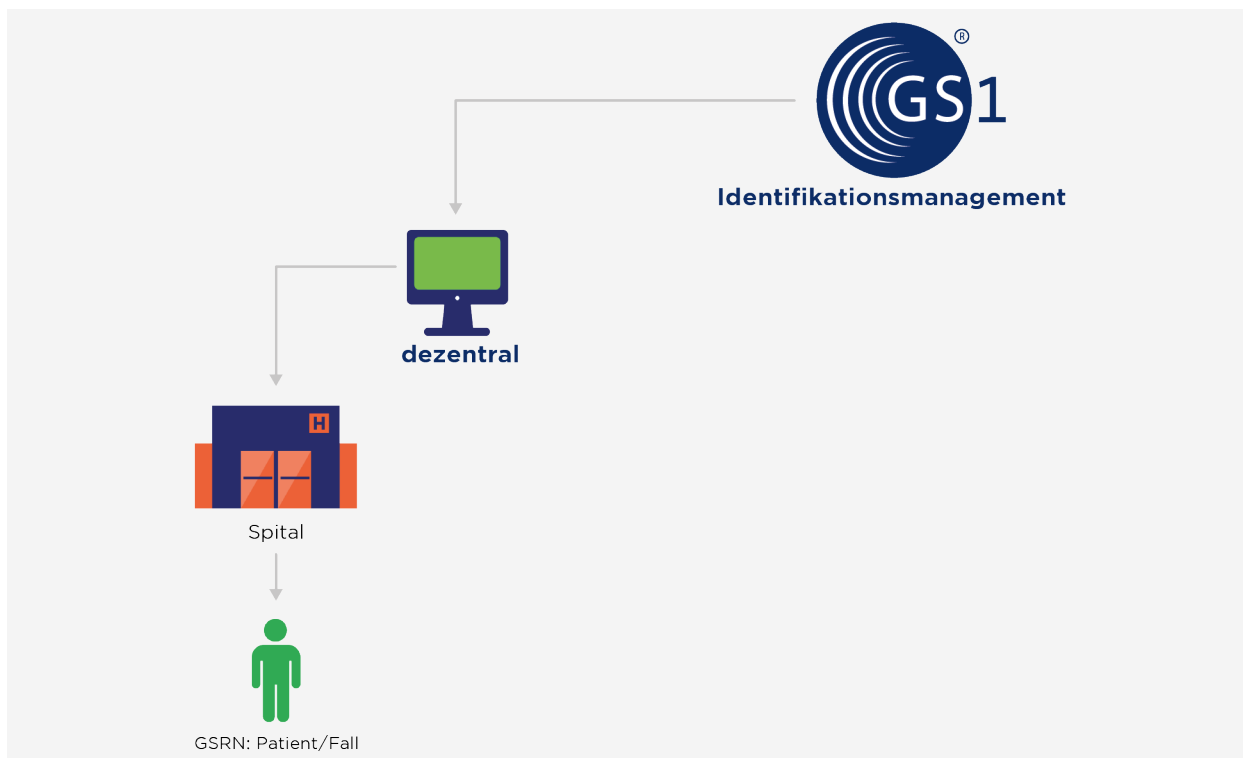 GS1 ®
Identifikationsmanagement
dezentral
H
Spital
GSRN: Patient/Fall